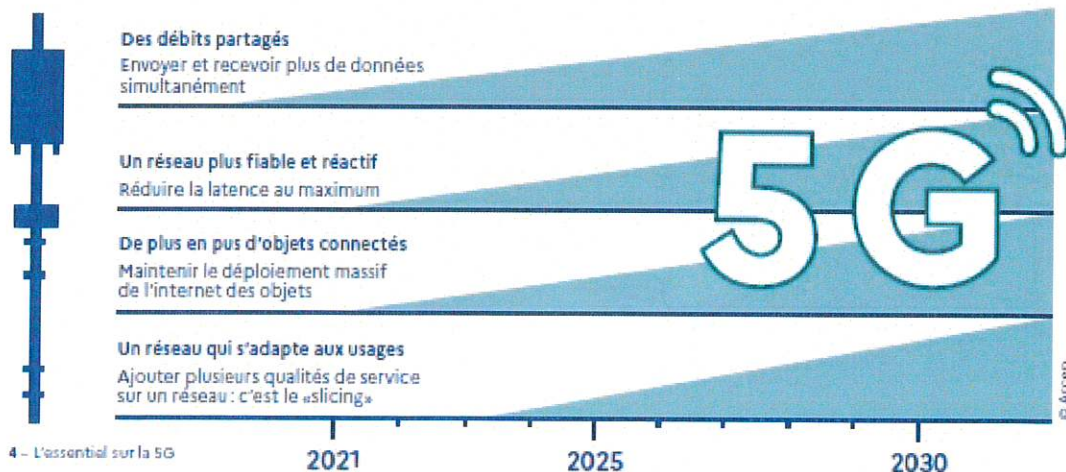 Des débits partagés
Envoyer et recevoir plus de données
simultanément
Un réseau plus fiable et réactif
Réduire la latence au maximum
De plus en pus d'objets connectés
Maintenir le déploiement massif
de l'internet des objets
Un réseau qui s'adapte aux usages
Ajouter plusieurs qualités de service
sur un réseau : c'est le «slicing»
5G
© Arcep
4 – L'essentiel sur la 5G
2021 2025 2030